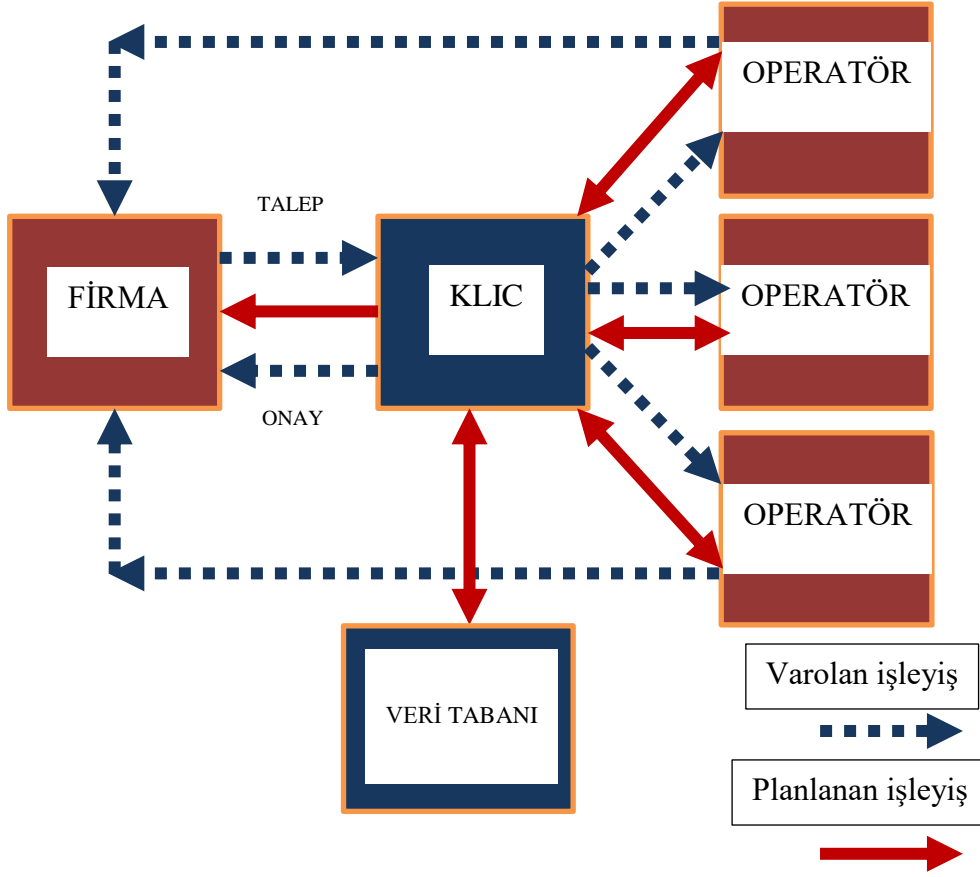 OPERATÖR
TALEP
FİRMA
KLIC
OPERATÖR
ONAY
OPERATÖR
VERİ TABANI
Varolan işleyiş
Planlanan işleyiş